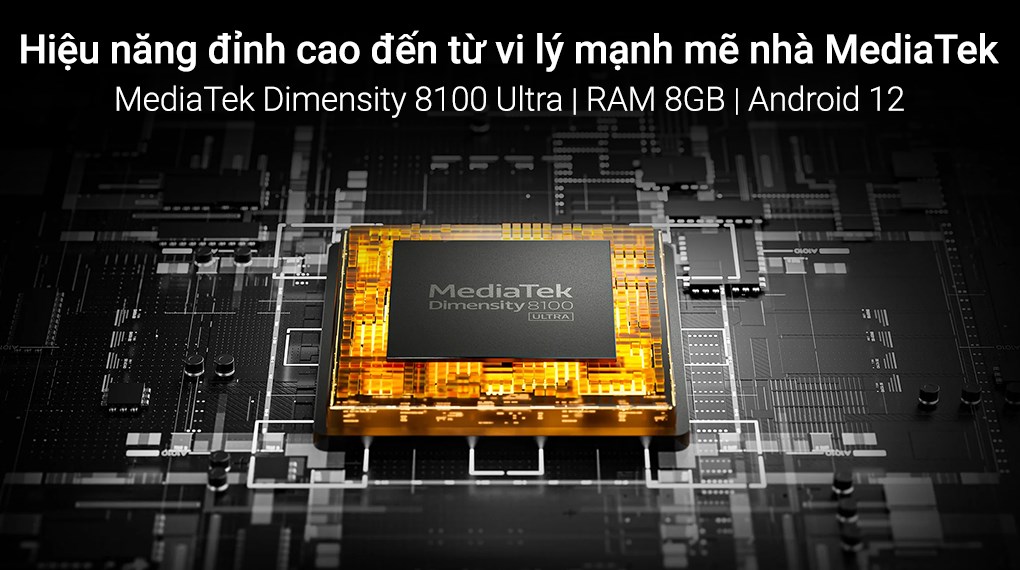 Hiệu năng đỉnh cao đến từ vi lý mạnh mẽ nhà MediaTek
MediaTek Dimensity 8100 Ultra | RAM 8GB | Android 12
MediaTek
Dimensity 8100
ULTRA